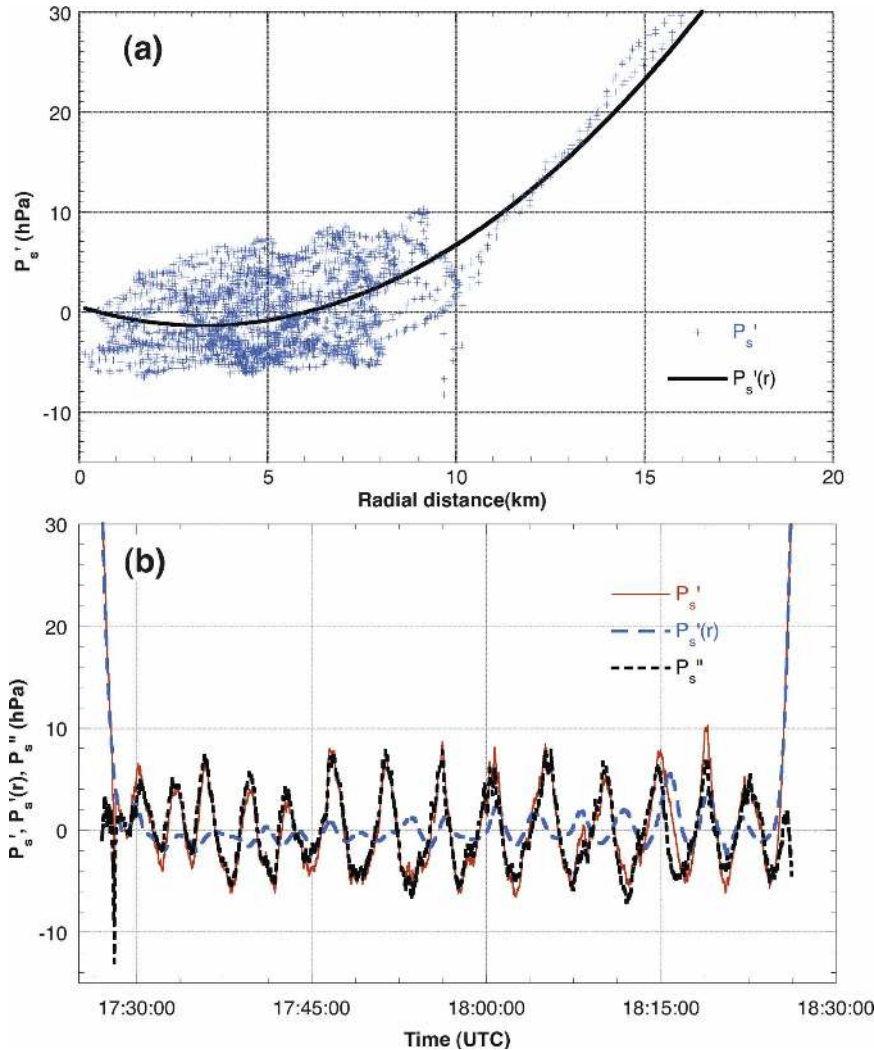 (a)
30
20
10
0
-10
P_s' (hPa)
P_s'
P_s'(r)
0 5 10 15 20
Radial distance(km)
(b)
30
20
10
0
-10
P_s', P_s'(r), P_s'' (hPa)
P_s'
P_s'(r)
P_s''
17:30:00 17:45:00 18:00:00 18:15:00 18:30:00
Time (UTC)